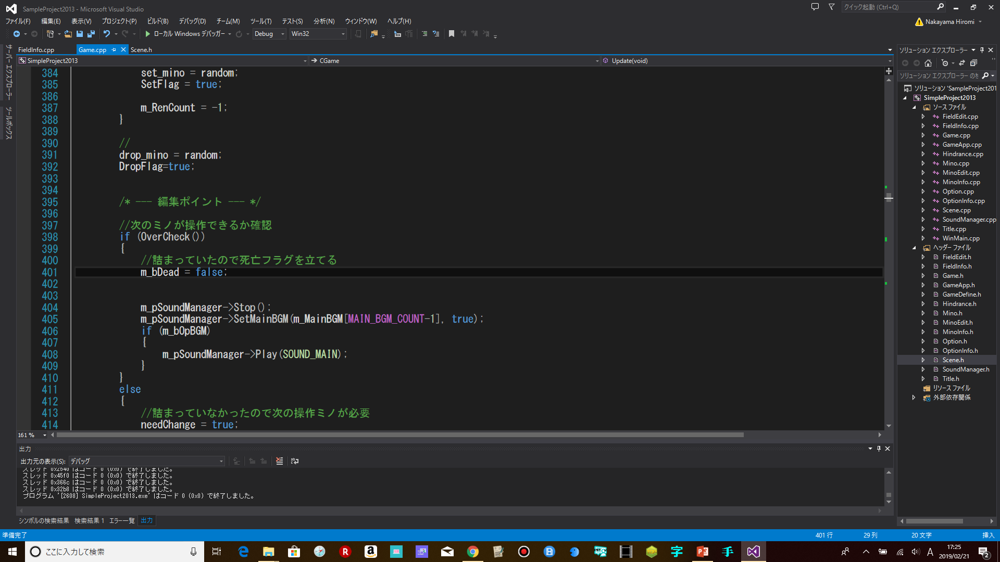 SampleProject2013 - Microsoft Visual Studio
クイック起動 (Ctrl+Q)
ファイル(F) 編集(E) 表示(V) プロジェクト(P) ビルド(B) デバッグ(D) チーム(M) ツール(T) テスト(S) 分析(N) ウィンドウ(W) ヘルプ(H)
Nakayama Hiromi
ローカル Windows デバッガー Debug Win32
サーバー エクスプローラー
ツールボックス
FieldInfo.cpp Game.cpp Scene.h
SimpleProject2013 CGame Update(void)
384 set_mino = random;
385 SetFlag = true;
386
387 m_RenCount = -1;
388 }
389
390 //
391 drop_mino = random;
392 DropFlag=true;
393
394
395 /* --- 編集ポイント --- */
396
397 //次のミノが操作できるか確認
398 if (OverCheck())
399 {
400 //詰まっていたので死亡フラグを立てる
401 m_bDead = false;
402
403
404 m_pSoundManager->Stop();
405 m_pSoundManager->SetMainBGM(m_MainBGM[MAIN_BGM_COUNT-1], true);
406 if (m_bOpBGM)
407 {
408 m_pSoundManager->Play(SOUND_MAIN);
409 }
410 }
411 else
412 {
413 //詰まっていなかったので次の操作ミノが必要
414 needChange = true;
161 %
出力
出力元の表示(S): デバッグ
スレッド 0x2540 はコード 0 (0x0) で終了しました。
スレッド 0x45f0 はコード 0 (0x0) で終了しました。
スレッド 0x366c はコード 0 (0x0) で終了しました。
スレッド 0x32b8 はコード 0 (0x0) で終了しました。
プログラム '[2608] SimpleProject2013.exe' はコード 0 (0x0) で終了しました。
シンボルの検索結果 検索結果 1 エラー一覧 出力
ソリューション エクスプローラー
ソリューション エクスプローラー の検
ソリューション 'SampleProject201
SimpleProject2013
ソース ファイル
FieldEdit.cpp
FieldInfo.cpp
Game.cpp
GameApp.cpp
Hindrance.cpp
Mino.cpp
MinoEdit.cpp
MinoInfo.cpp
Option.cpp
OptionInfo.cpp
Scene.cpp
SoundManager.cpp
Title.cpp
WinMain.cpp
ヘッダー ファイル
FieldEdit.h
FieldInfo.h
Game.h
GameApp.h
GameDefine.h
Hindrance.h
Mino.h
MinoEdit.h
MinoInfo.h
Option.h
OptionInfo.h
Scene.h
SoundManager.h
Title.h
リソース ファイル
外部依存関係
準備完了 401 行 29 列 20 文字 挿入
ここに入力して検索
A
17:25
2019/02/21
2